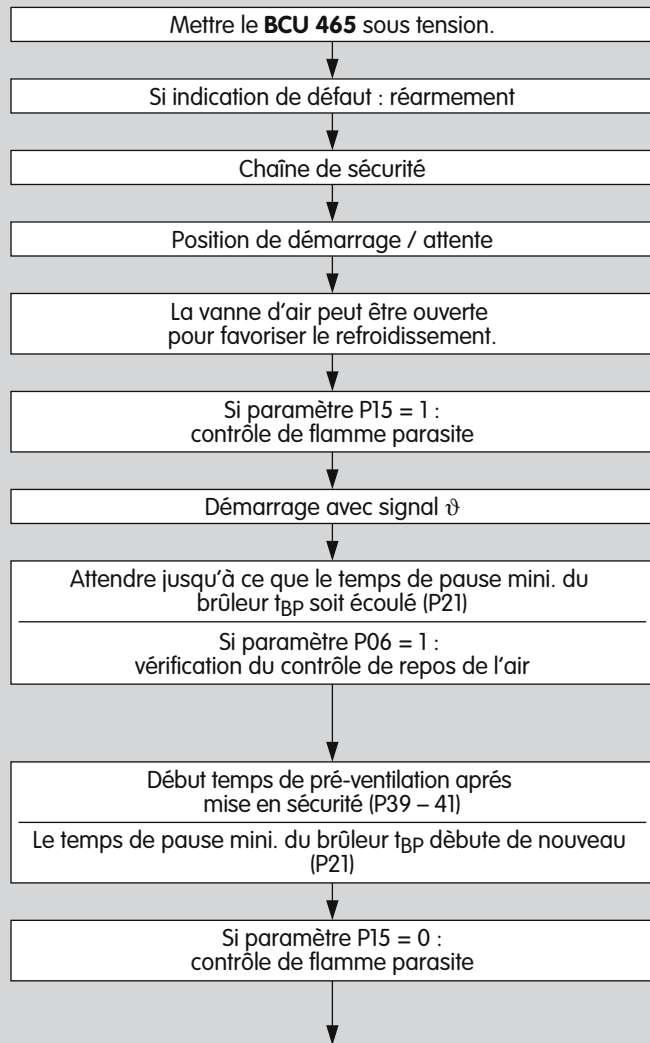 Mettre le BCU 465 sous tension.
Si indication de défaut : réarmement
Chaîne de sécurité
Position de démarrage / attente
La vanne d'air peut être ouverte
pour favoriser le refroidissement.
Si paramètre P15 = 1 :
contrôle de flamme parasite
Démarrage avec signal ϑ
Attendre jusqu'à ce que le temps de pause mini. du
brûleur tBP soit écoulé (P21)
Si paramètre P06 = 1 :
vérification du contrôle de repos de l'air
Début temps de pré-ventilation aprés
mise en sécurité (P39 – 41)
Le temps de pause mini. du brûleur tBP dèbute de nouveau
(P21)
Si paramètre P15 = 0 :
contrôle de flamme parasite